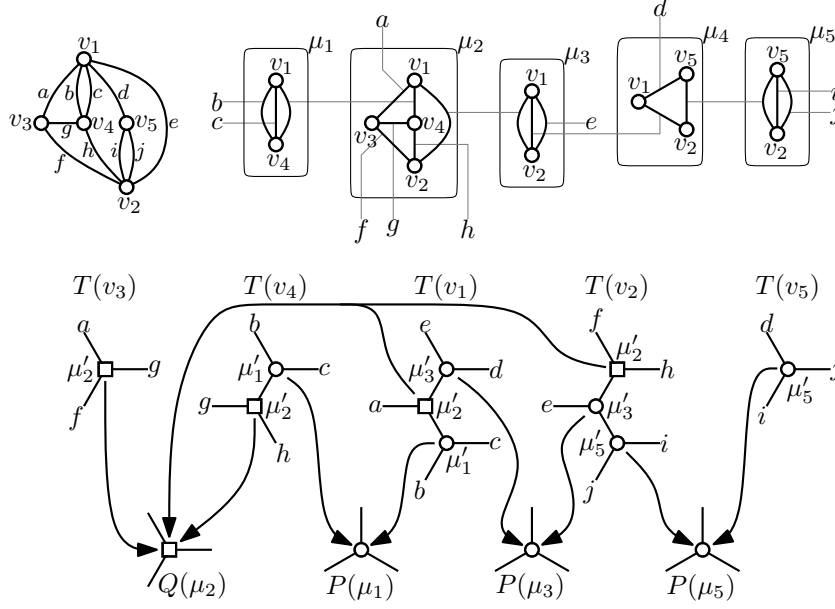 v₁
a b c d
v₃ g v₄ v₅ e
f h i j
v₂
μ₁
v₁
b
c
v₄
a
μ₂
v₁
v₃ v₄
v₂
f g h
μ₃
v₁
e
v₂
d
μ₄
v₅
v₁
v₂
μ₅
v₅
v₂
T(v₃) T(v₄) T(v₁) T(v₂) T(v₅)
a
μ′₂ g
f
b
μ′₁ c
g μ′₂
h
e
μ′₃ d
a μ′₂
μ′₁ c
b
f
μ′₂
h
e μ′₃
μ′₅ i
j
d
μ′₅
i
Q(μ₂) P(μ₁) P(μ₃) P(μ₅)